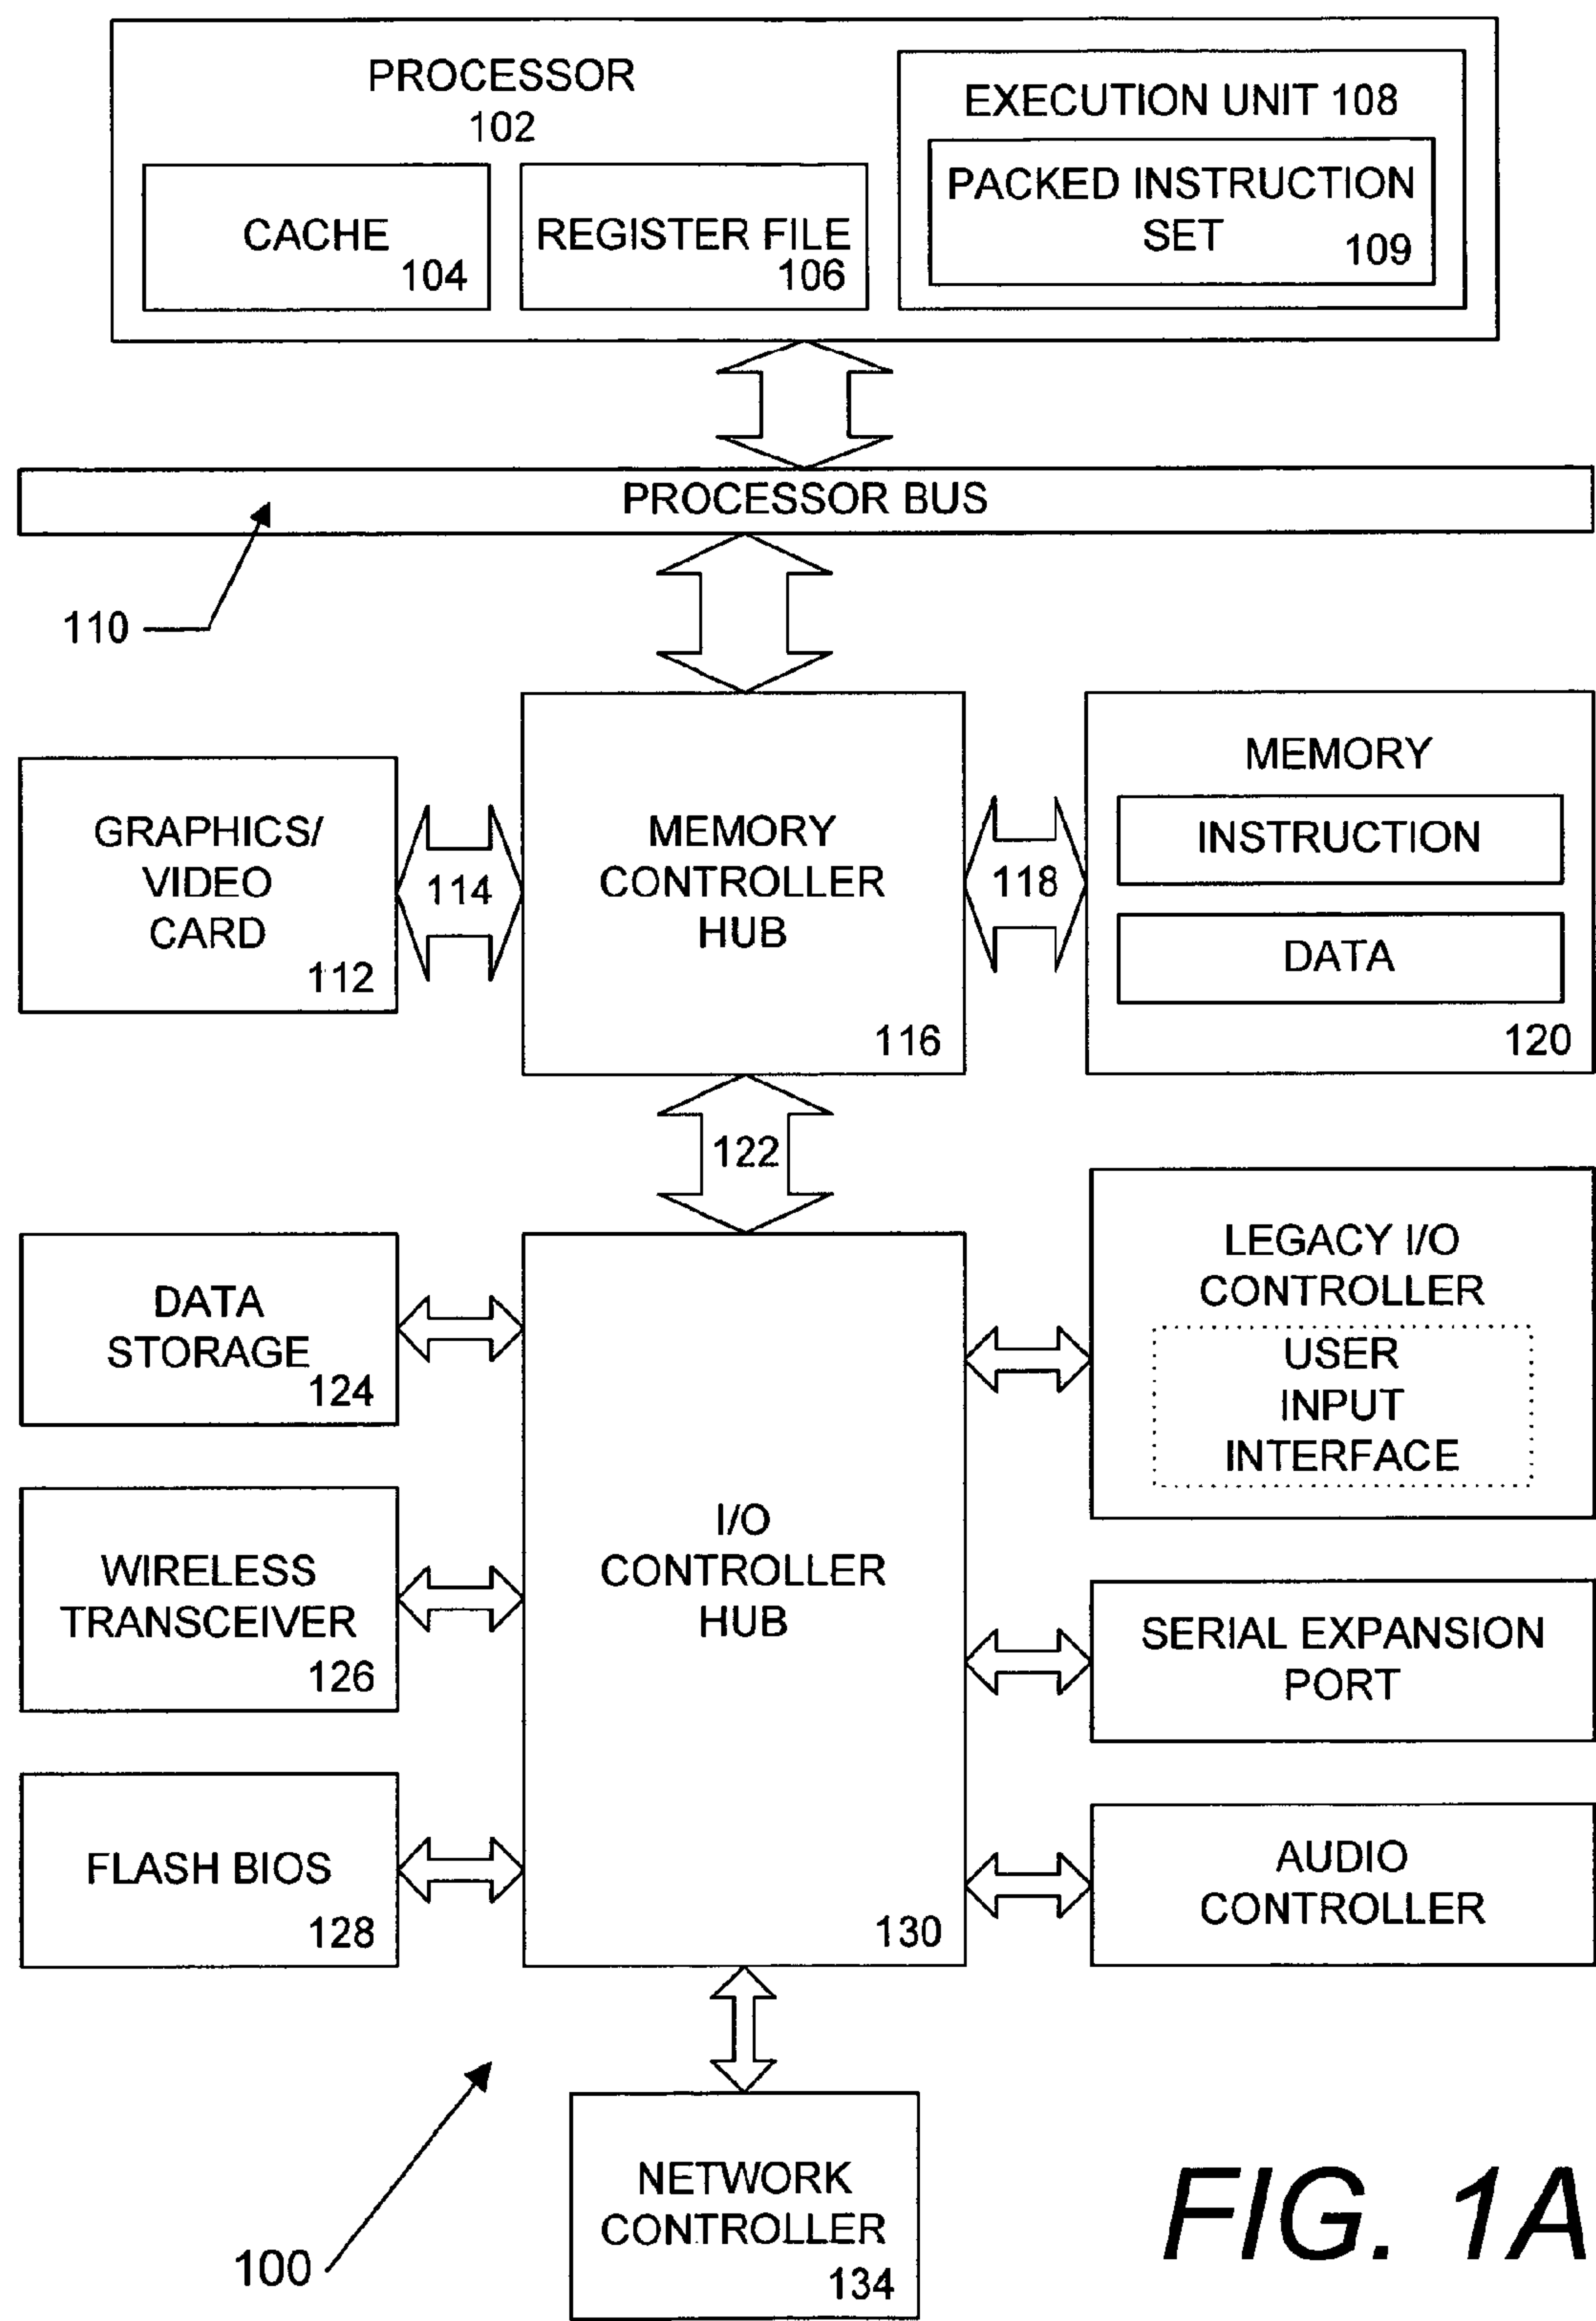 PROCESSOR
102
CACHE
104
REGISTER FILE
106
EXECUTION UNIT 108
PACKED INSTRUCTION
SET
109
PROCESSOR BUS
110
GRAPHICS/
VIDEO
CARD
112
114
MEMORY
CONTROLLER
HUB
116
118
MEMORY
INSTRUCTION
DATA
120
122
DATA
STORAGE
124
WIRELESS
TRANSCEIVER
126
FLASH BIOS
128
I/O
CONTROLLER
HUB
130
LEGACY I/O
CONTROLLER
USER
INPUT
INTERFACE
SERIAL EXPANSION
PORT
AUDIO
CONTROLLER
NETWORK
CONTROLLER
134
100
FIG. 1A